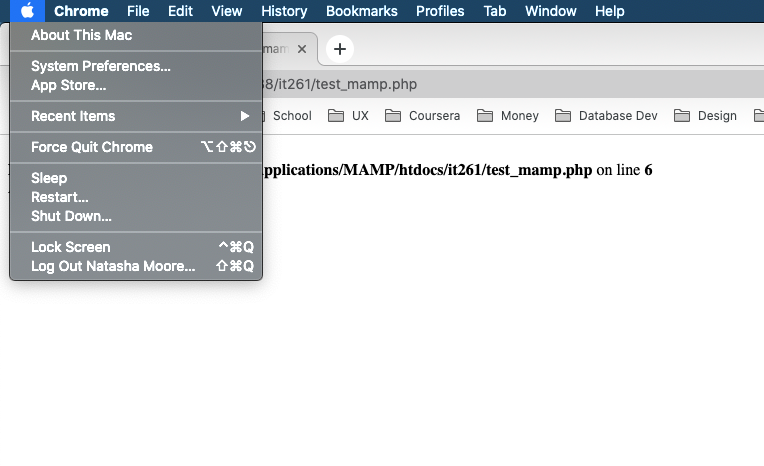 Chrome File Edit View History Bookmarks Profiles Tab Window Help
About This Mac
System Preferences...
App Store...
Recent Items ▶
Force Quit Chrome ⌥⇧⌘⎋
Sleep
Restart...
Shut Down...
Lock Screen ^⌘Q
Log Out Natasha Moore... ⇧⌘Q
mam × +
/it261/test_mamp.php
School UX Coursera Money Database Dev Design
pplications/MAMP/htdocs/it261/test_mamp.php on line 6